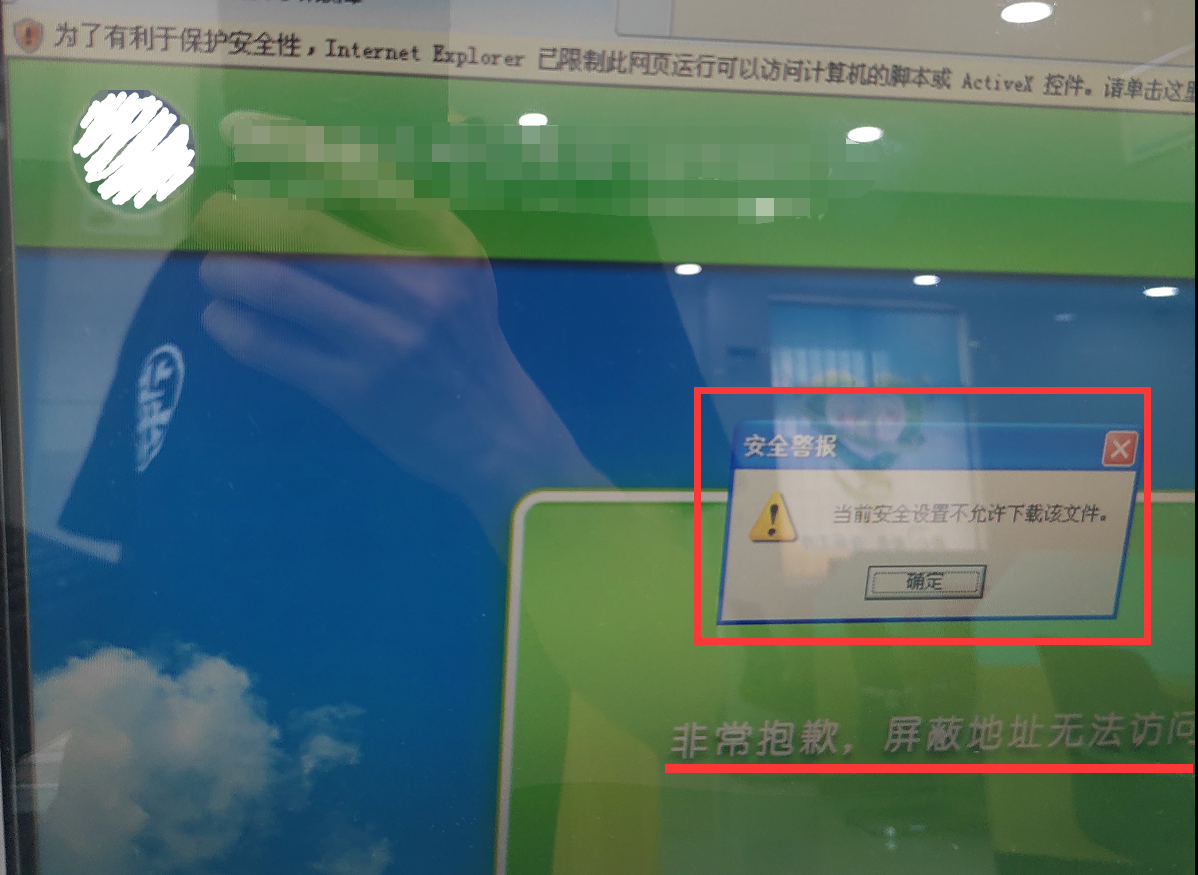 为了有利于保护安全性，Internet Explorer 已限制此网页运行可以访问计算机的脚本或 ActiveX 控件。请单击这里
安全警报
当前安全设置不允许下载该文件。
确定
非常抱歉，屏蔽地址无法访问